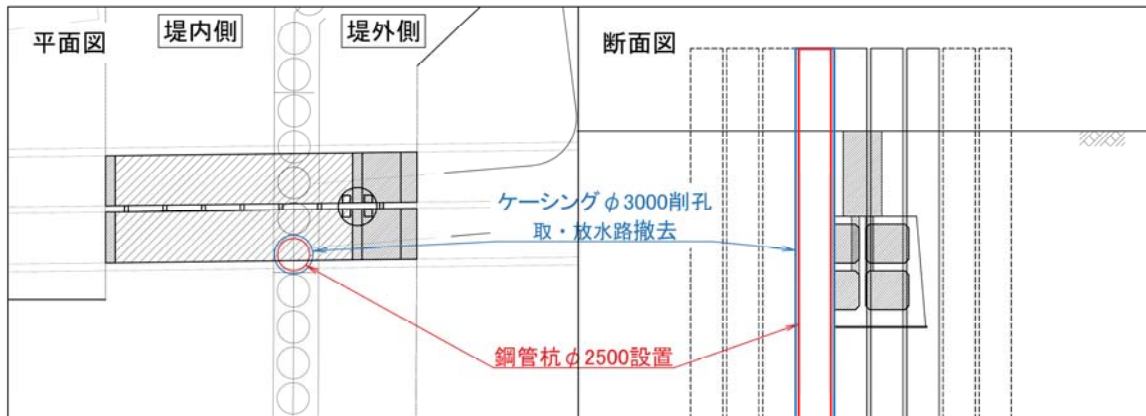 平面図
堤内側
堤外側
断面図
ケーシングφ3000削孔
取・放水路撤去
鋼管杭φ2500設置